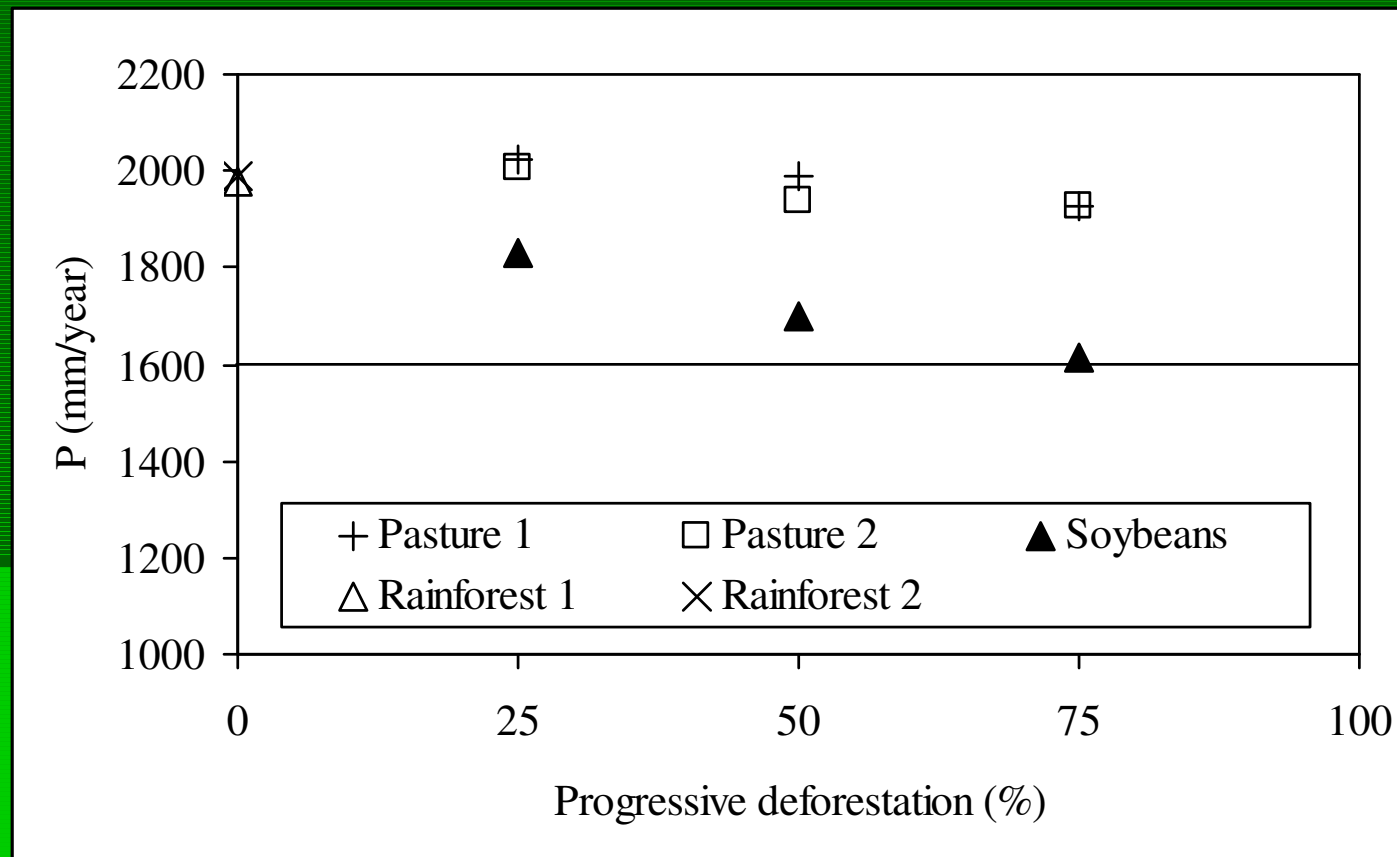 2200
2000
1800
1600
1400
1200
1000
P (mm/year)
Pasture 1 Pasture 2 Soybeans
Rainforest 1 Rainforest 2
0 25 50 75 100
Progressive deforestation (%)